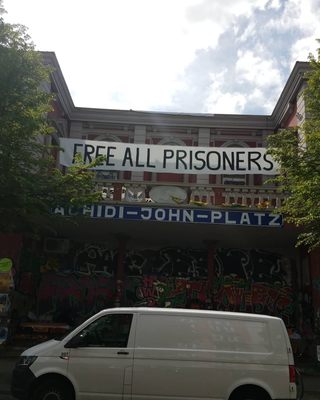 FREE ALL PRISONERS
ACHIDI-JOHN-PLATZ